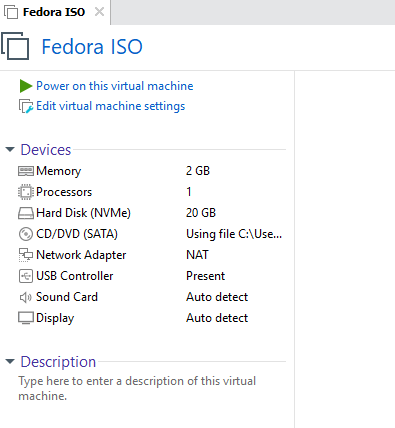 Fedora ISO
Fedora ISO
Power on this virtual machine
Edit virtual machine settings
Devices
Memory 2 GB
Processors 1
Hard Disk (NVMe) 20 GB
CD/DVD (SATA) Using file C:\Use...
Network Adapter NAT
USB Controller Present
Sound Card Auto detect
Display Auto detect
Description
Type here to enter a description of this virtual
machine.